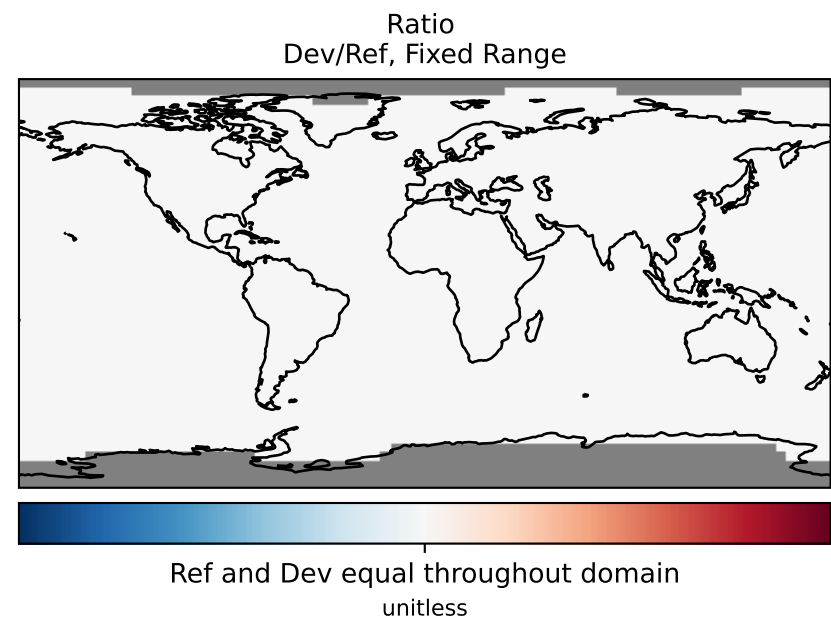 Ratio
Dev/Ref, Fixed Range
Ref and Dev equal throughout domain
unitless